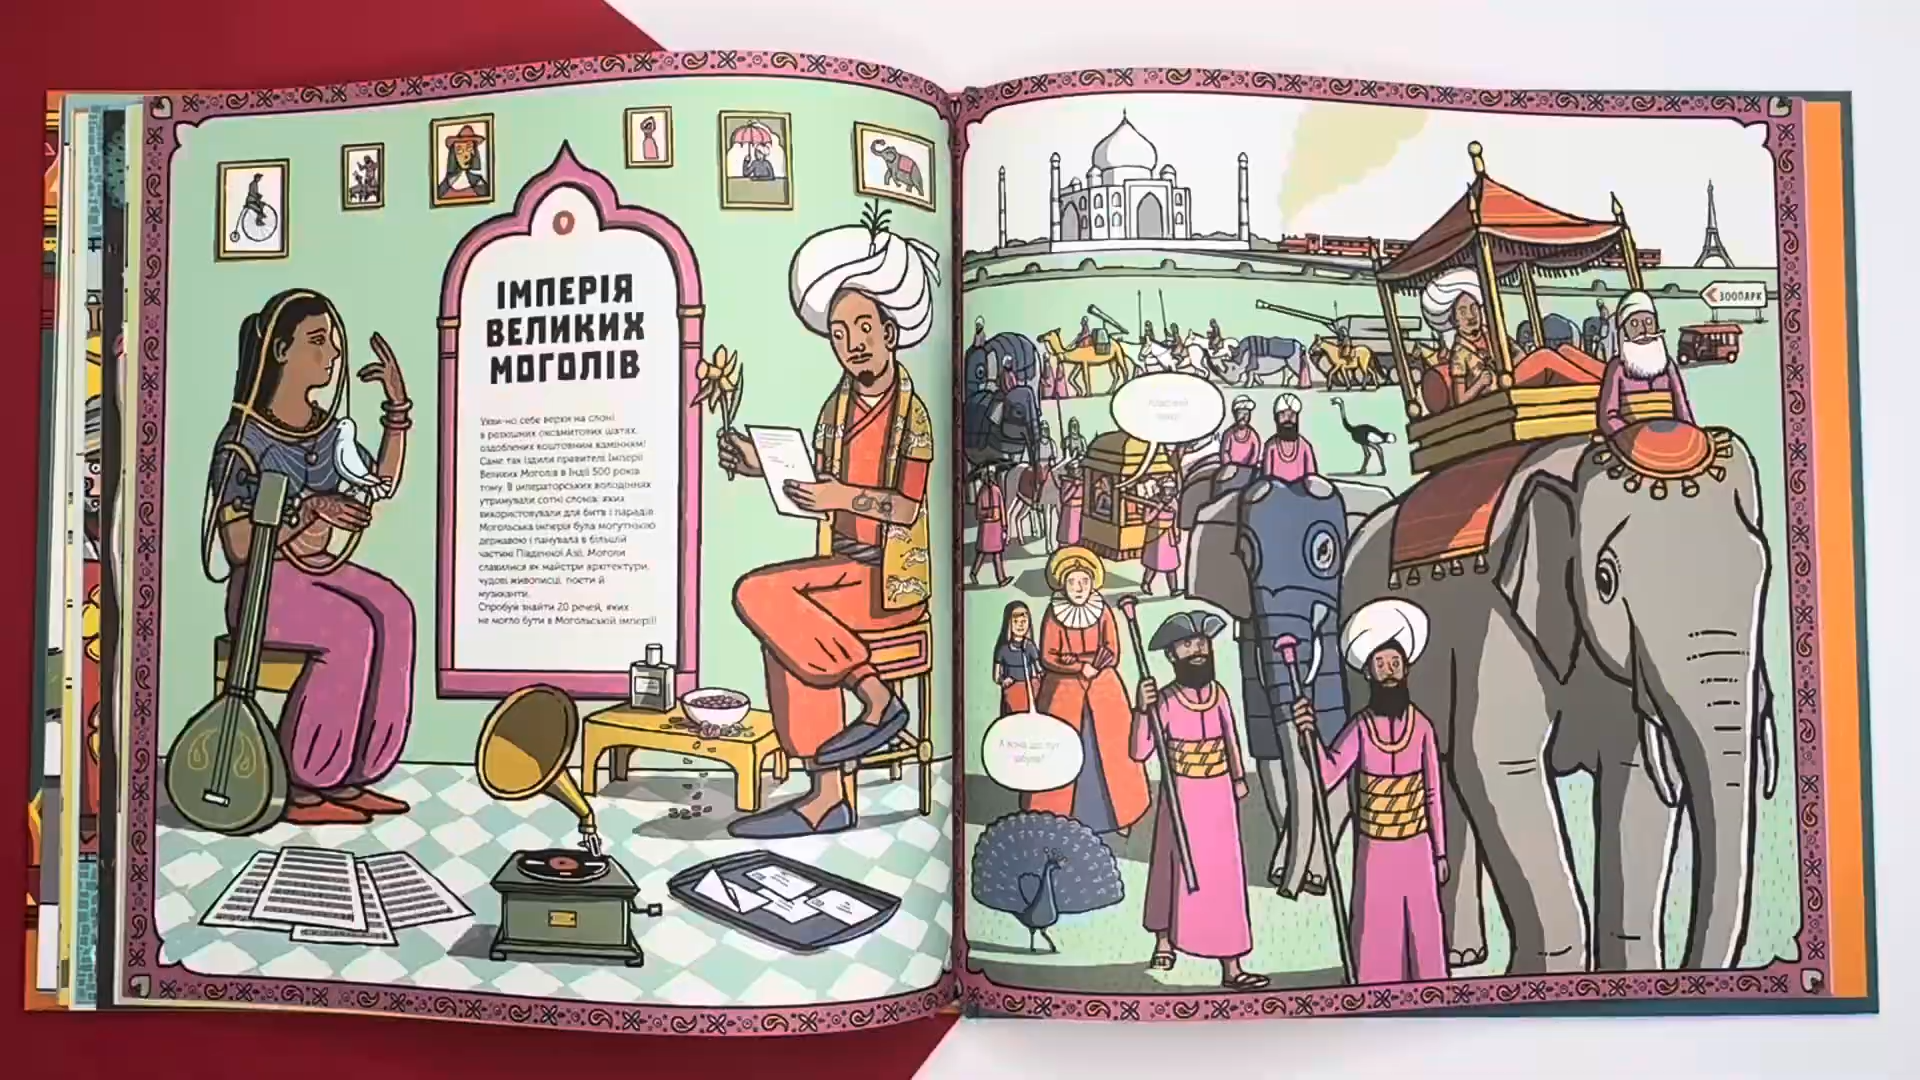 ІМПЕРІЯ
ВЕЛИКИХ
МОГОЛІВ
Уяви-но себе верхи на слоні
в розкішних оксамитових шатах,
оздоблених коштовним камінням!
Саме так їздили правителі Імперії
Великих Моголів в Індії 500 років
тому. В імператорських володіннях
утримували сотні слонів, яких
використовували для битв і парадів.
Могольська імперія була могутньою
державою і панувала в більшій
частині Південної Азії. Моголи
славилися як майстри архітектури,
чудові живописці, поети й
музиканти.
Спробуй знайти 20 речей, яких
не могло бути в Могольській імперії!
ЗООПАРК